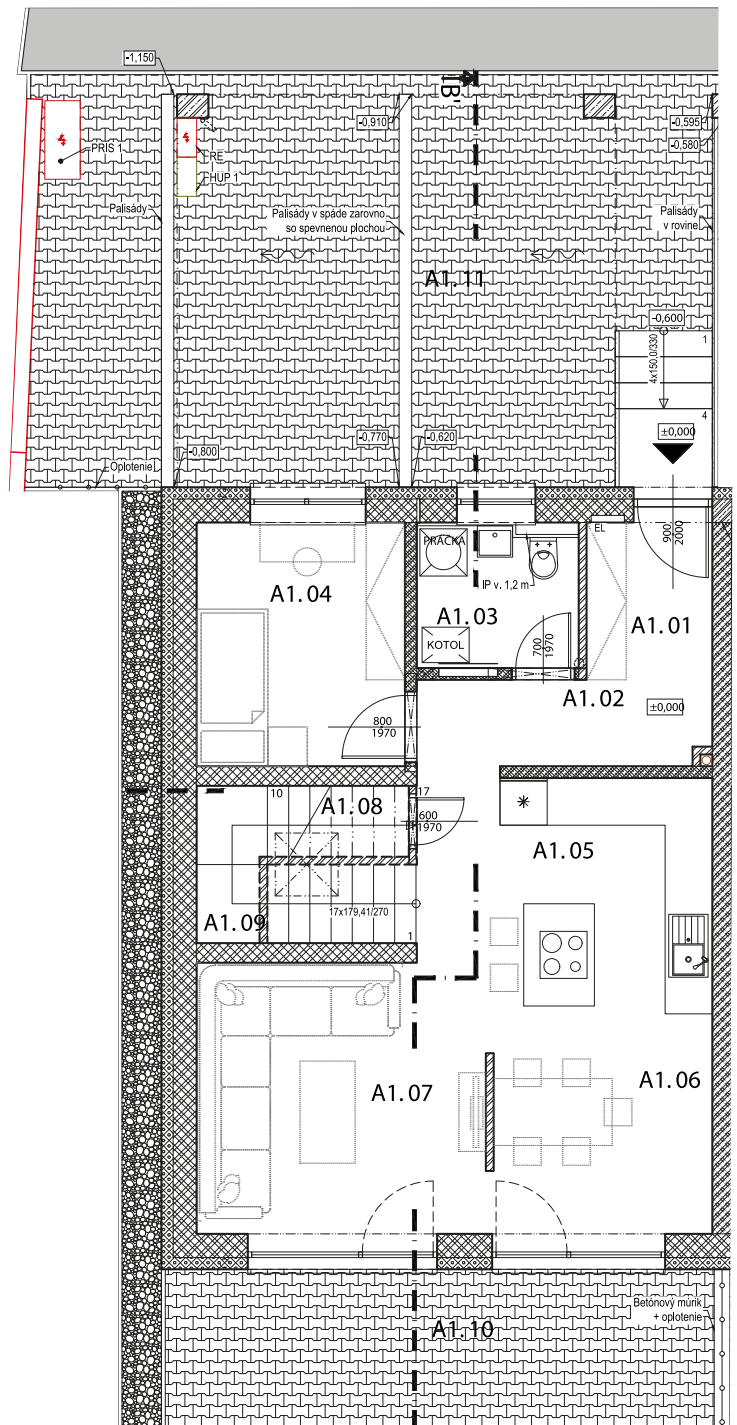 -1,150
B'
-0,910
-0,595
-0,580
PRIS 1
RE
HUP 1
Palisády
Palisády v spáde zarovno
so spevnenou plochou
Palisády
v rovine
A1.11
-0,600
1
4x150,0/330
4
±0,000
-0,770
-0,620
-0,800
Oplotenie
EL
900
2000
PRÁČKA
IP v. 1,2 m
A1.04
A1.03
A1.01
KOTOL
700
1970
A1.02
±0,000
800
1970
10
A1.08
17
600
1970
A1.05
A1.09
17x179,41/270
1
A1.07
A1.06
Betónový múrik
+ oplotenie
A1.10